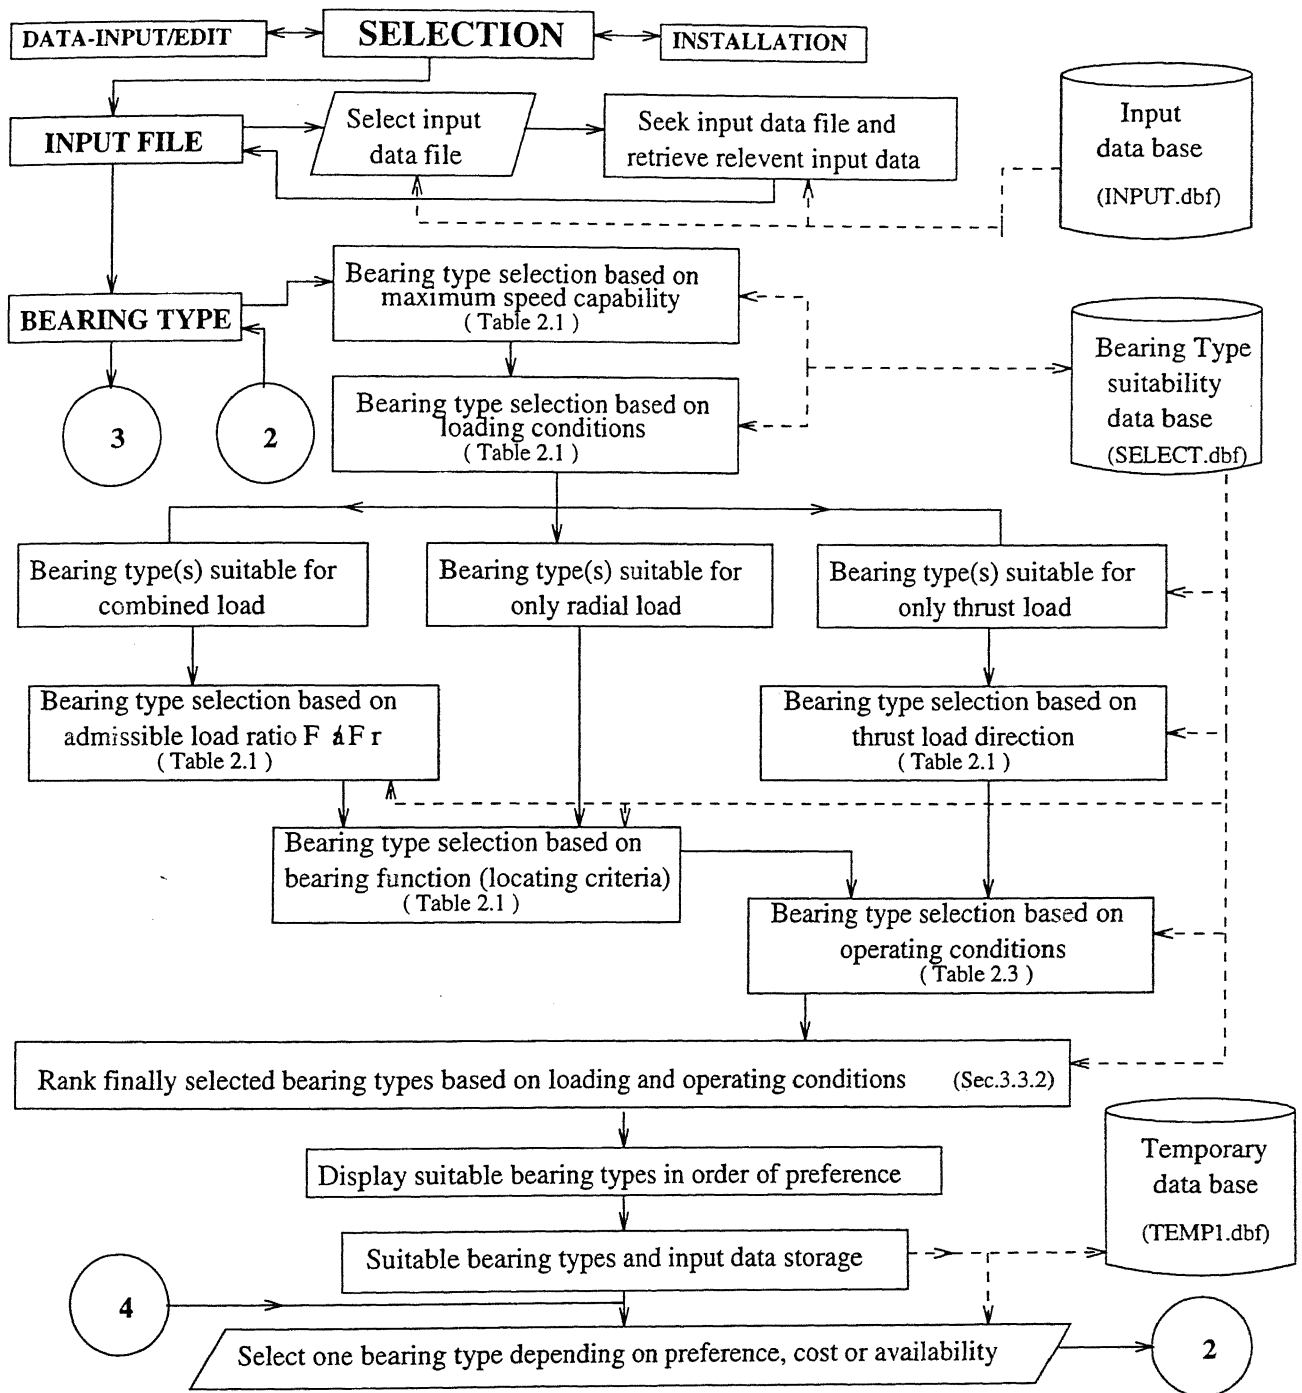 DATA-INPUT/EDIT
SELECTION
INSTALLATION
INPUT FILE
Select input
data file
Seek input data file and
retrieve relevent input data
Input
data base
(INPUT.dbf)
BEARING TYPE
Bearing type selection based on
maximum speed capability
( Table 2.1 )
3
2
Bearing type selection based on
loading conditions
( Table 2.1 )
Bearing Type
suitability
data base
(SELECT.dbf)
Bearing type(s) suitable for
combined load
Bearing type(s) suitable for
only radial load
Bearing type(s) suitable for
only thrust load
Bearing type selection based on
admissible load ratio F a/F r
( Table 2.1 )
Bearing type selection based on
thrust load direction
( Table 2.1 )
Bearing type selection based on
bearing function (locating criteria)
( Table 2.1 )
Bearing type selection based on
operating conditions
( Table 2.3 )
Rank finally selected bearing types based on loading and operating conditions (Sec.3.3.2)
Display suitable bearing types in order of preference
Temporary
data base
(TEMP1.dbf)
Suitable bearing types and input data storage
4
Select one bearing type depending on preference, cost or availability
2